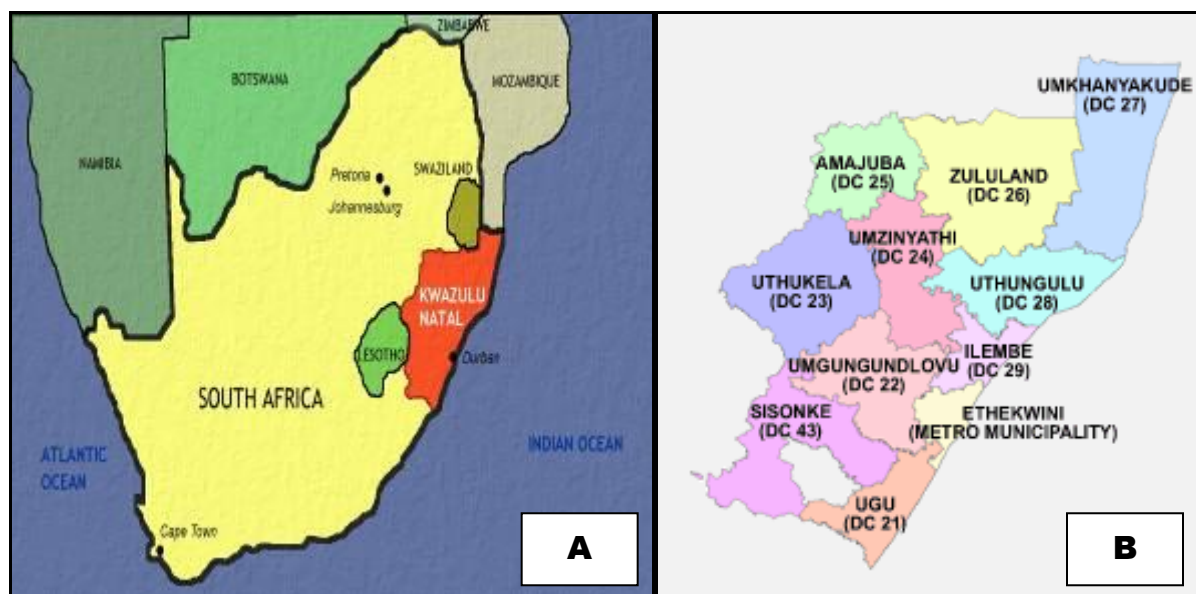 ZIMBABWE
BOTSWANA
MOZAMBIQUE
NAMIBIA
SWAZILAND
Pretoria
Johannesburg
KWAZULU
NATAL
LESOTHO
Durban
SOUTH AFRICA
ATLANTIC
OCEAN
INDIAN OCEAN
Cape Town
A
UMKHANYAKUDE
(DC 27)
AMAJUBA
(DC 25)
ZULULAND
(DC 26)
UMZINYATHI
(DC 24)
UTHUKELA
(DC 23)
UTHUNGULU
(DC 28)
ILEMBE
(DC 29)
UMGUNGUNDLOVU
(DC 22)
SISONKE
(DC 43)
ETHEKWINI
(METRO MUNICIPALITY)
UGU
(DC 21)
B